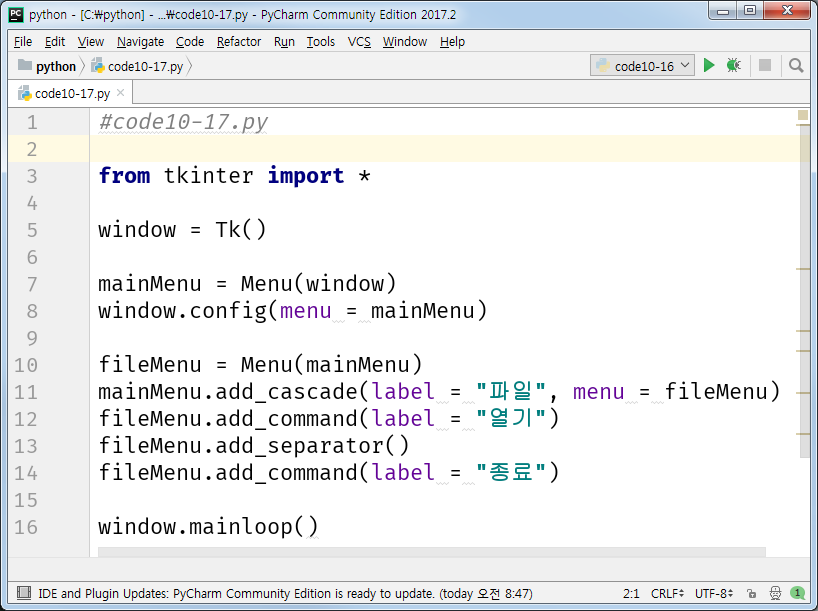 PC python - [C:₩python] - ...₩code10-17.py - PyCharm Community Edition 2017.2
File Edit View Navigate Code Refactor Run Tools VCS Window Help
python code10-17.py code10-16
code10-17.py
1 #code10-17.py
2
3 from tkinter import *
4
5 window = Tk()
6
7 mainMenu = Menu(window)
8 window.config(menu = mainMenu)
9
10 fileMenu = Menu(mainMenu)
11 mainMenu.add_cascade(label = "파일", menu = fileMenu)
12 fileMenu.add_command(label = "열기")
13 fileMenu.add_separator()
14 fileMenu.add_command(label = "종료")
15
16 window.mainloop()
IDE and Plugin Updates: PyCharm Community Edition is ready to update. (today 오전 8:47) 2:1 CRLF UTF-8 1